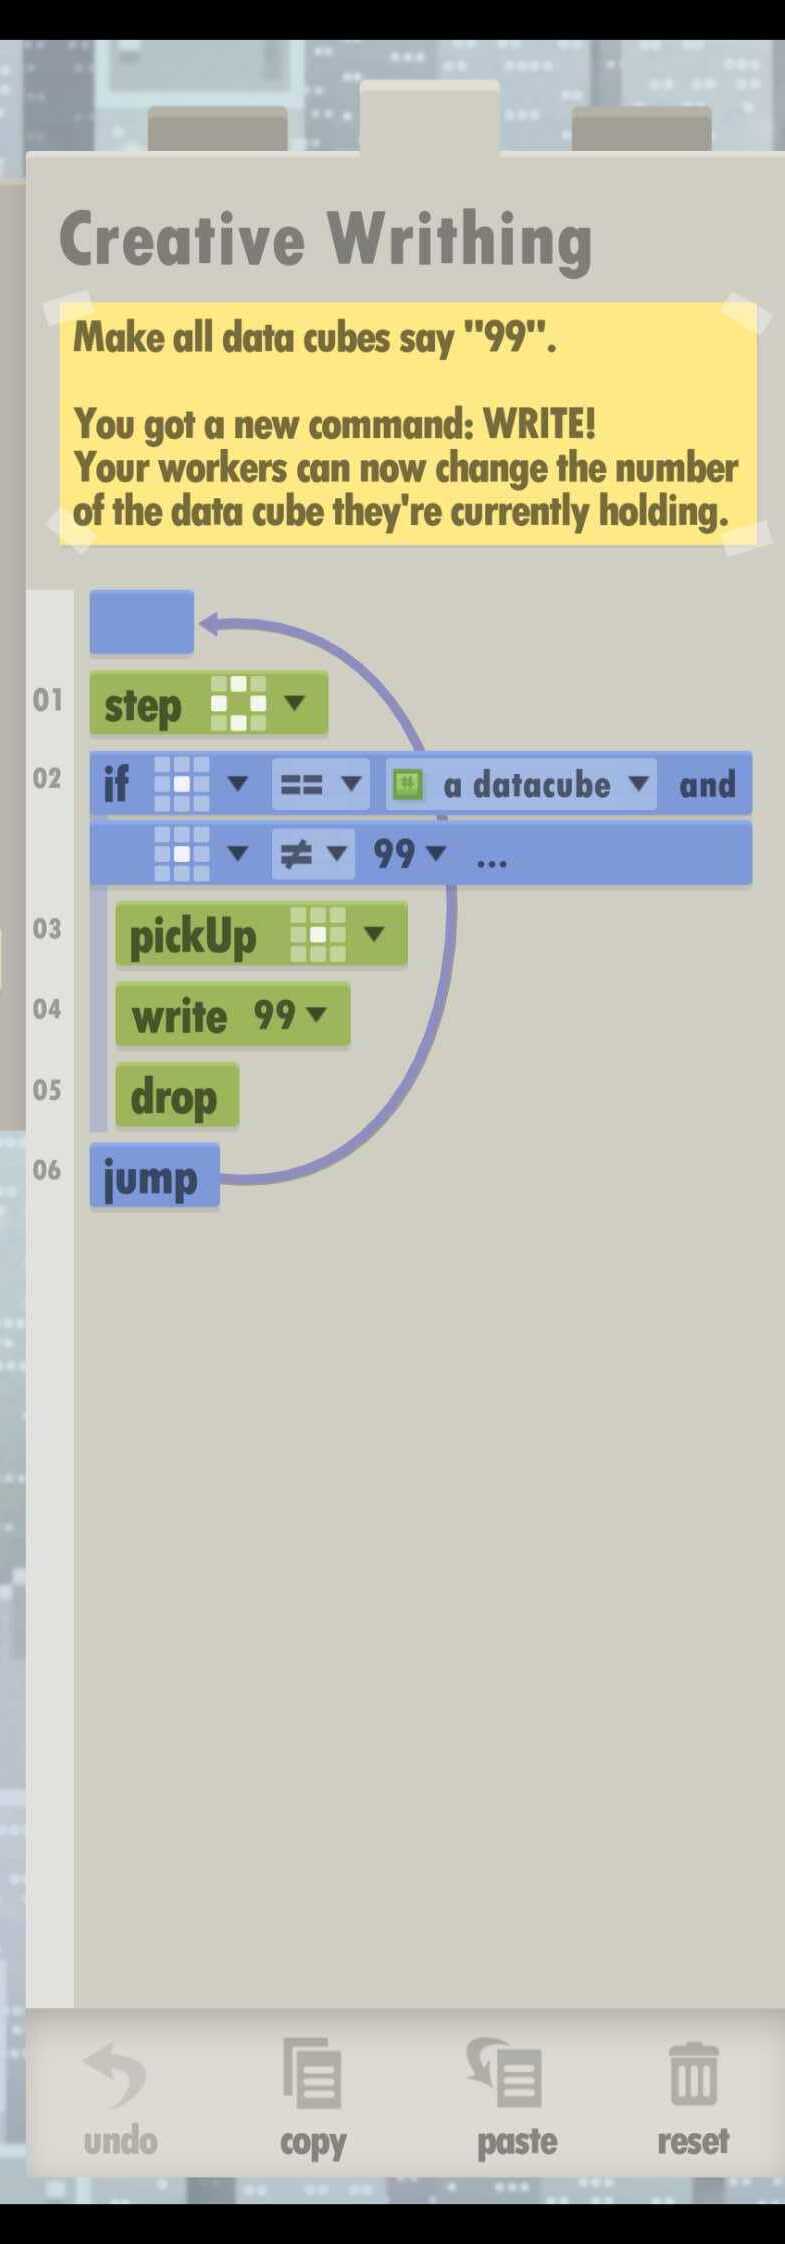 Creative Writhing
Make all data cubes say "99".
You got a new command: WRITE!
Your workers can now change the number
of the data cube they're currently holding.
01 step
02 if == # a datacube and
≠ 99 ...
03 pickUp
04 write 99
05 drop
06 jump
undo copy paste reset